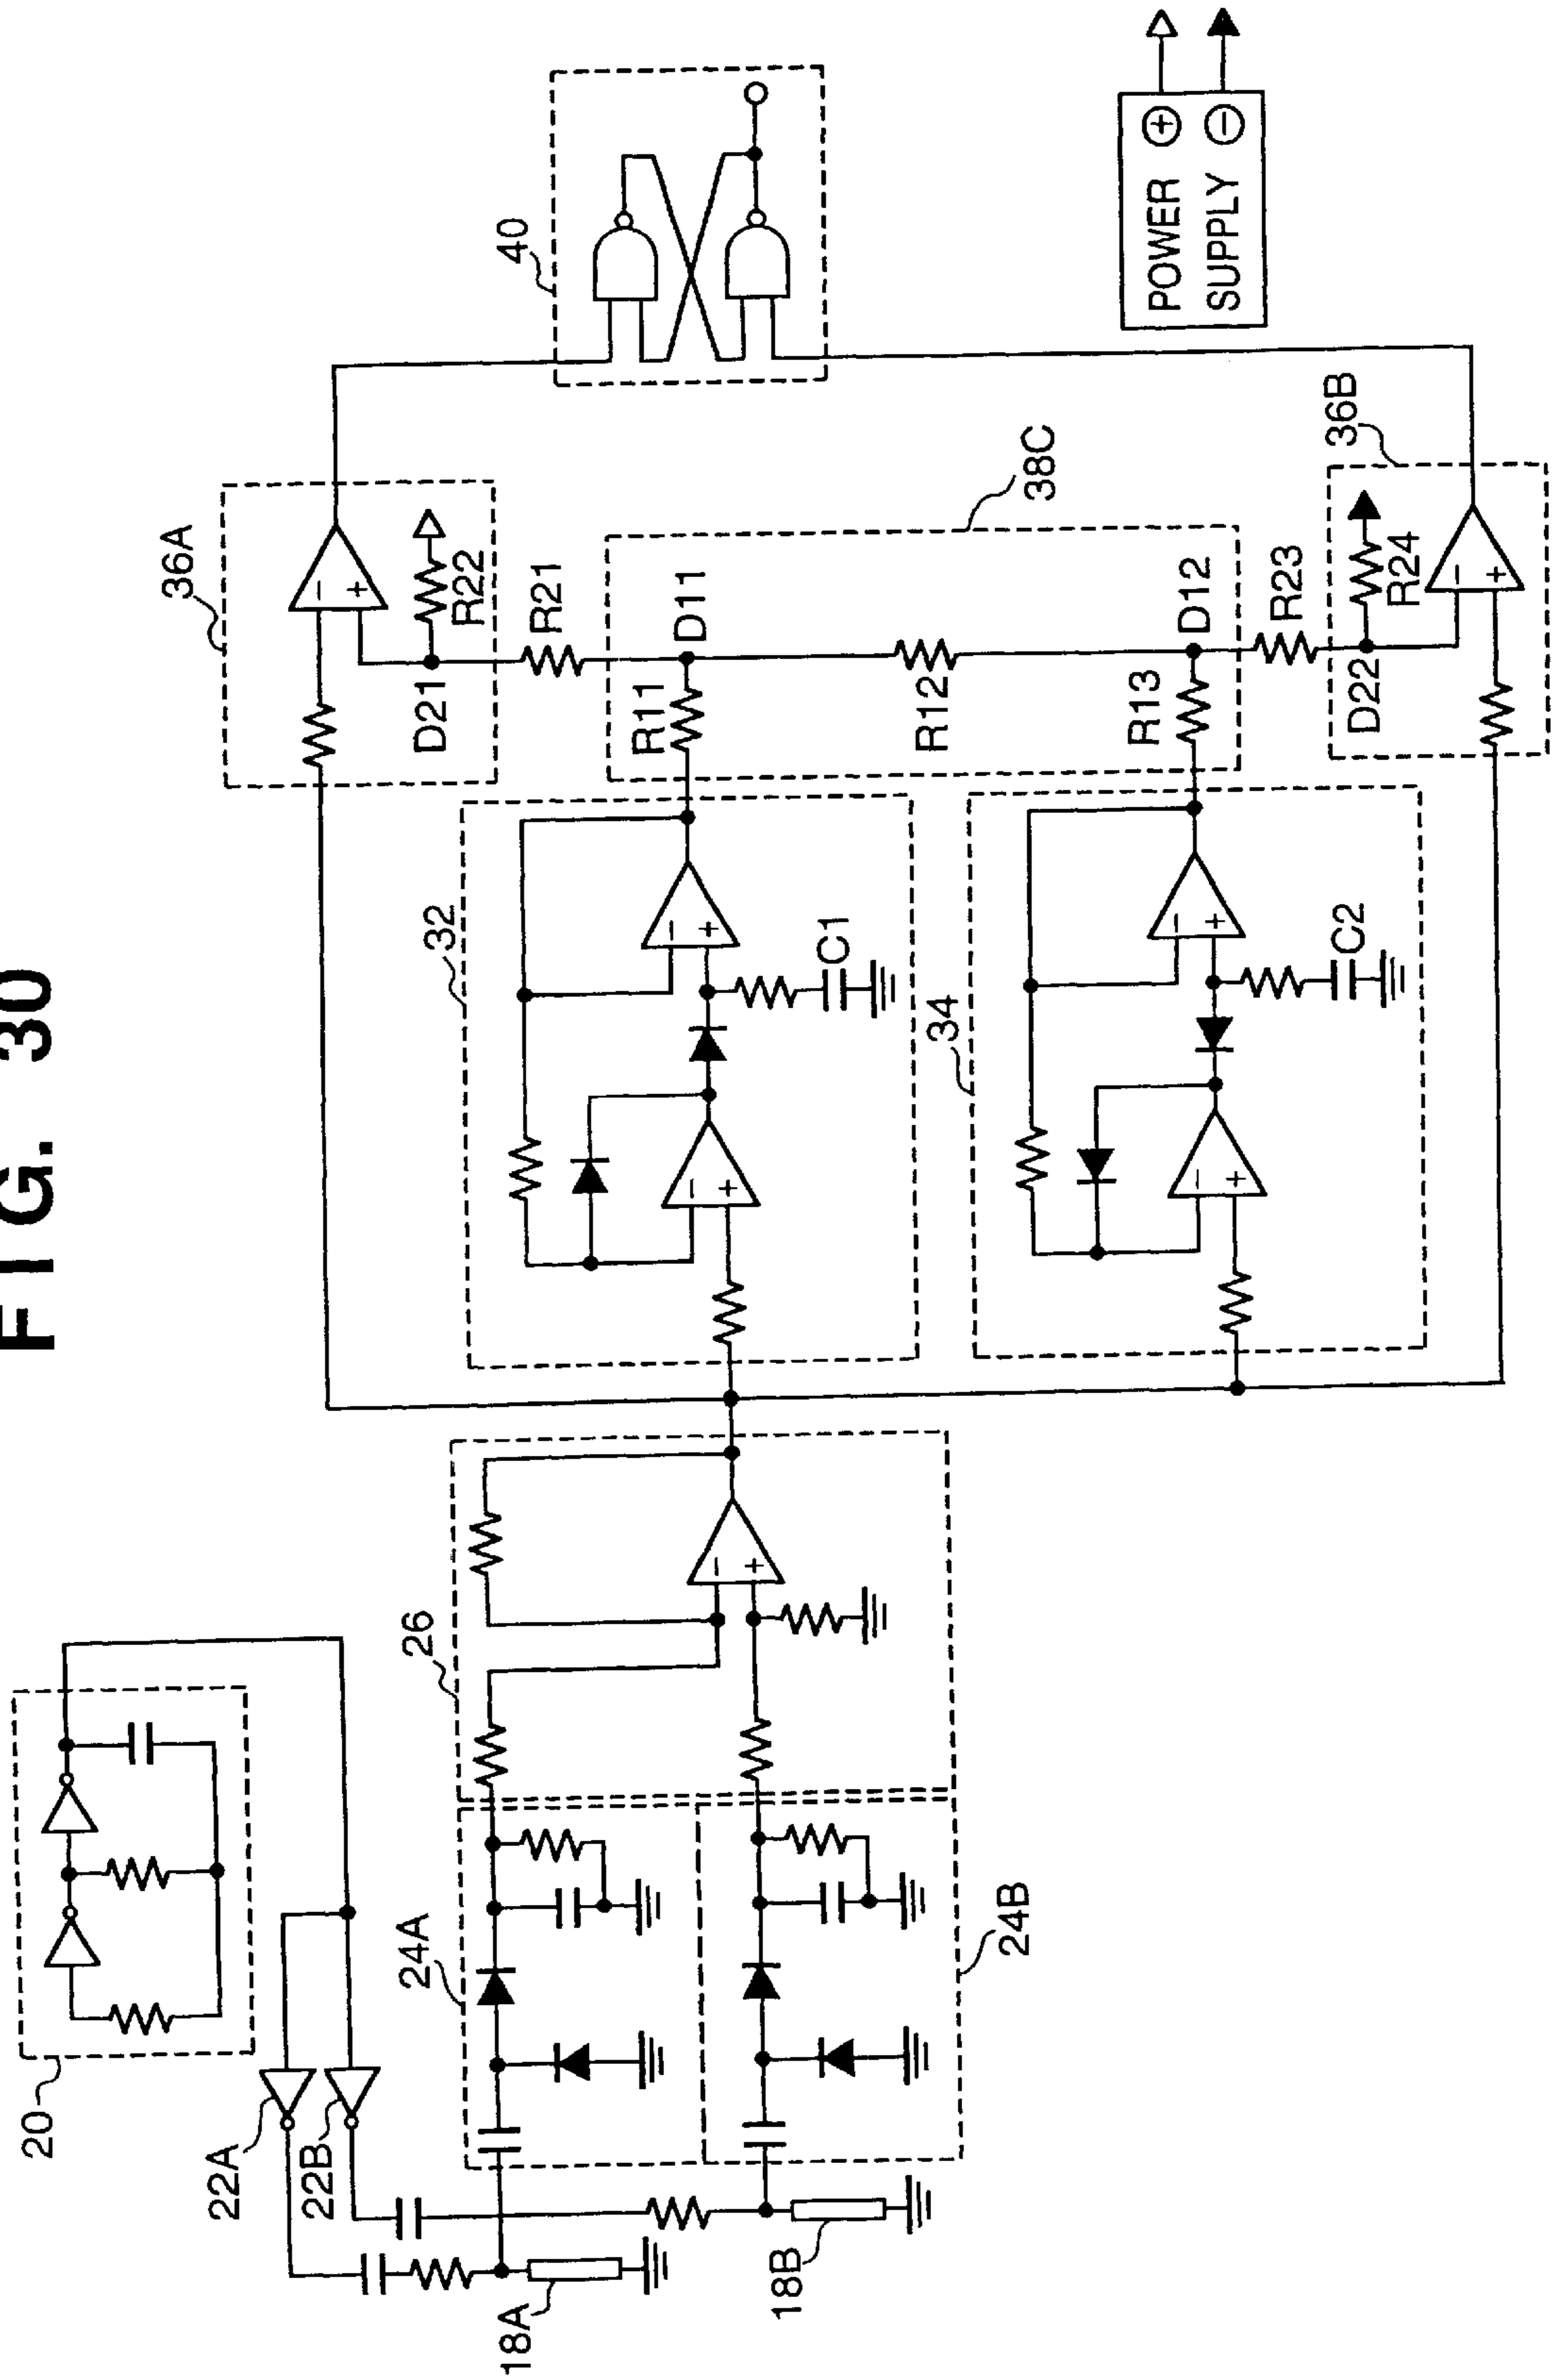 FIG. 30
20
22A
22B
18A
18B
24A
24B
26
−
+
32
−
+
−
+
C1
34
−
+
−
+
C2
36A
−
+
D21
R22
R21
R11
D11
38C
R12
R13
D12
R23
D22
R24
36B
−
+
40
POWER ⊕
SUPPLY ⊖